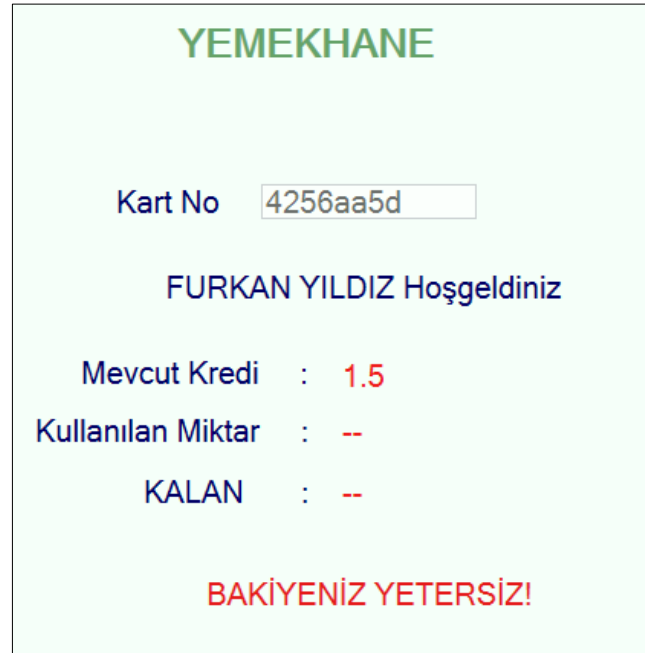 YEMEKHANE
Kart No 4256aa5d
FURKAN YILDIZ Hoşgeldiniz
Mevcut Kredi : 1.5
Kullanılan Miktar : --
KALAN : --
BAKİYENİZ YETERSİZ!